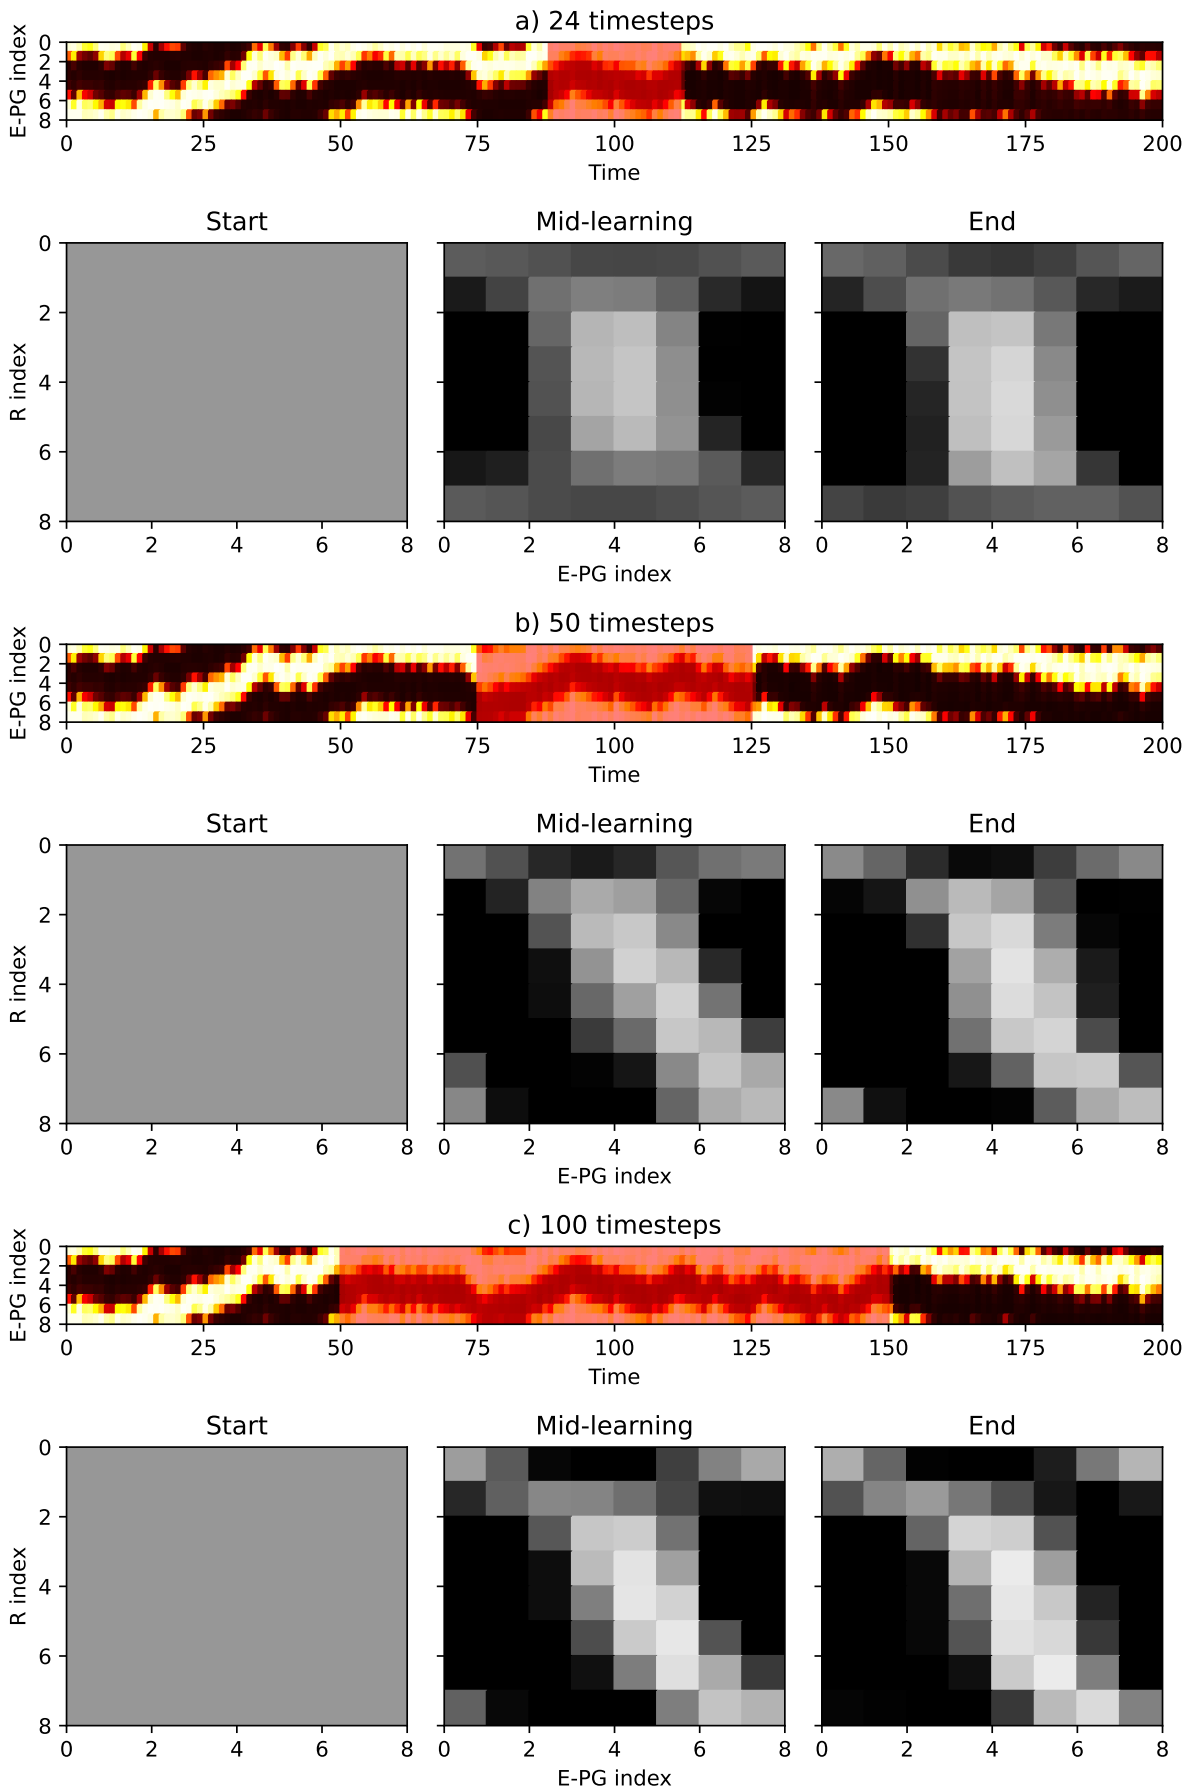 a) 24 timesteps
E-PG index
0
2
4
6
8
0 25 50 75 100 125 150 175 200
Time
Start Mid-learning End
R index
0
2
4
6
8
0 2 4 6 8 0 2 4 6 8 0 2 4 6 8
E-PG index
b) 50 timesteps
E-PG index
0
2
4
6
8
0 25 50 75 100 125 150 175 200
Time
Start Mid-learning End
R index
0
2
4
6
8
0 2 4 6 8 0 2 4 6 8 0 2 4 6 8
E-PG index
c) 100 timesteps
E-PG index
0
2
4
6
8
0 25 50 75 100 125 150 175 200
Time
Start Mid-learning End
R index
0
2
4
6
8
0 2 4 6 8 0 2 4 6 8 0 2 4 6 8
E-PG index